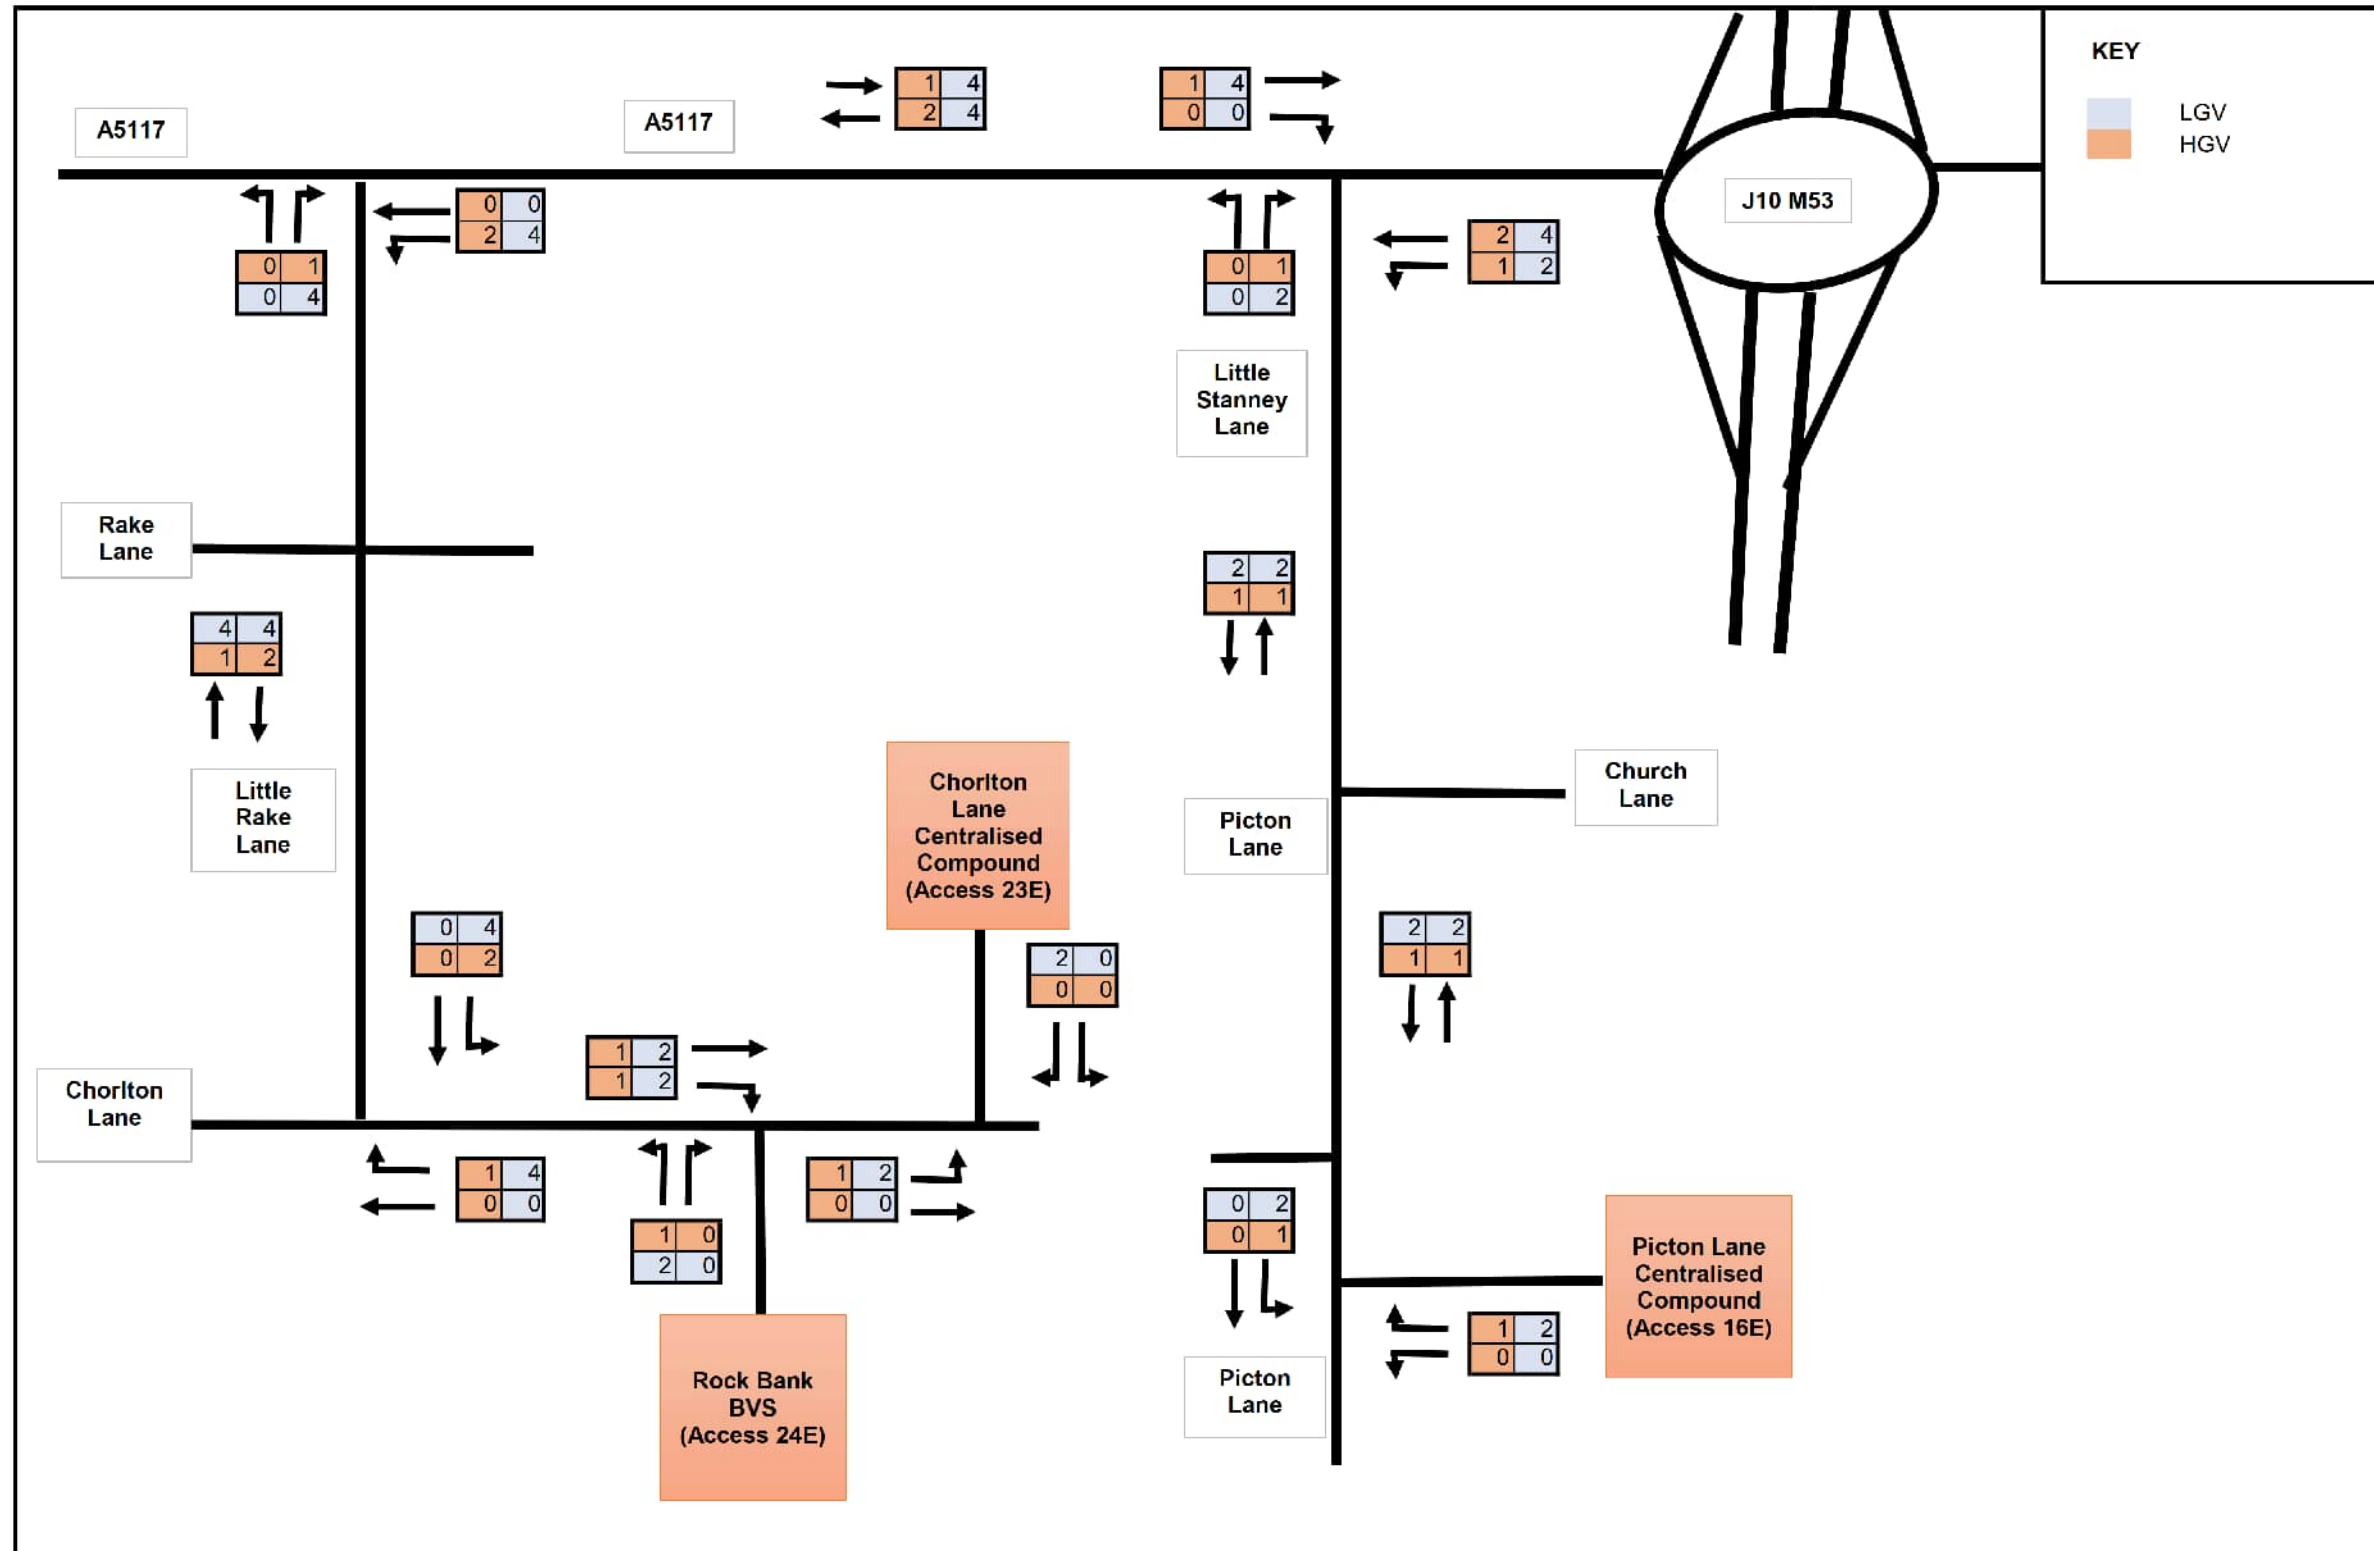 KEY
LGV
HGV
1 4
2 4
1 4
0 0
A5117
A5117
J10 M53
0 0
2 4
0 1
0 4
0 1
0 2
2 4
1 2
Little
Stanney
Lane
Rake
Lane
2 2
1 1
4 4
1 2
Little
Rake
Lane
Chorlton
Lane
Centralised
Compound
(Access 23E)
Picton
Lane
Church
Lane
0 4
0 2
2 0
0 0
2 2
1 1
1 2
1 2
Chorlton
Lane
1 4
0 0
1 0
2 0
1 2
0 0
0 2
0 1
Picton Lane
Centralised
Compound
(Access 16E)
1 2
0 0
Rock Bank
BVS
(Access 24E)
Picton
Lane